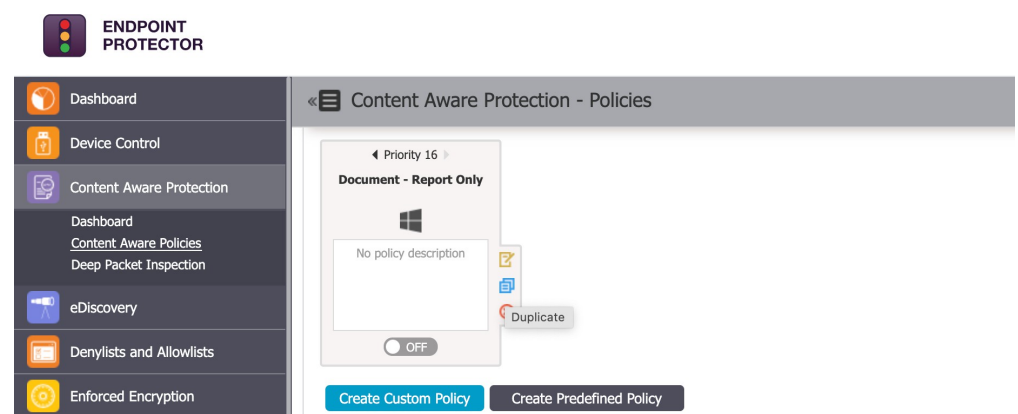 ENDPOINT
PROTECTOR
Dashboard
Device Control
Content Aware Protection
Dashboard
Content Aware Policies
Deep Packet Inspection
eDiscovery
Denylists and Allowlists
Enforced Encryption
Content Aware Protection - Policies
Priority 16
Document - Report Only
No policy description
Duplicate
OFF
Create Custom Policy
Create Predefined Policy